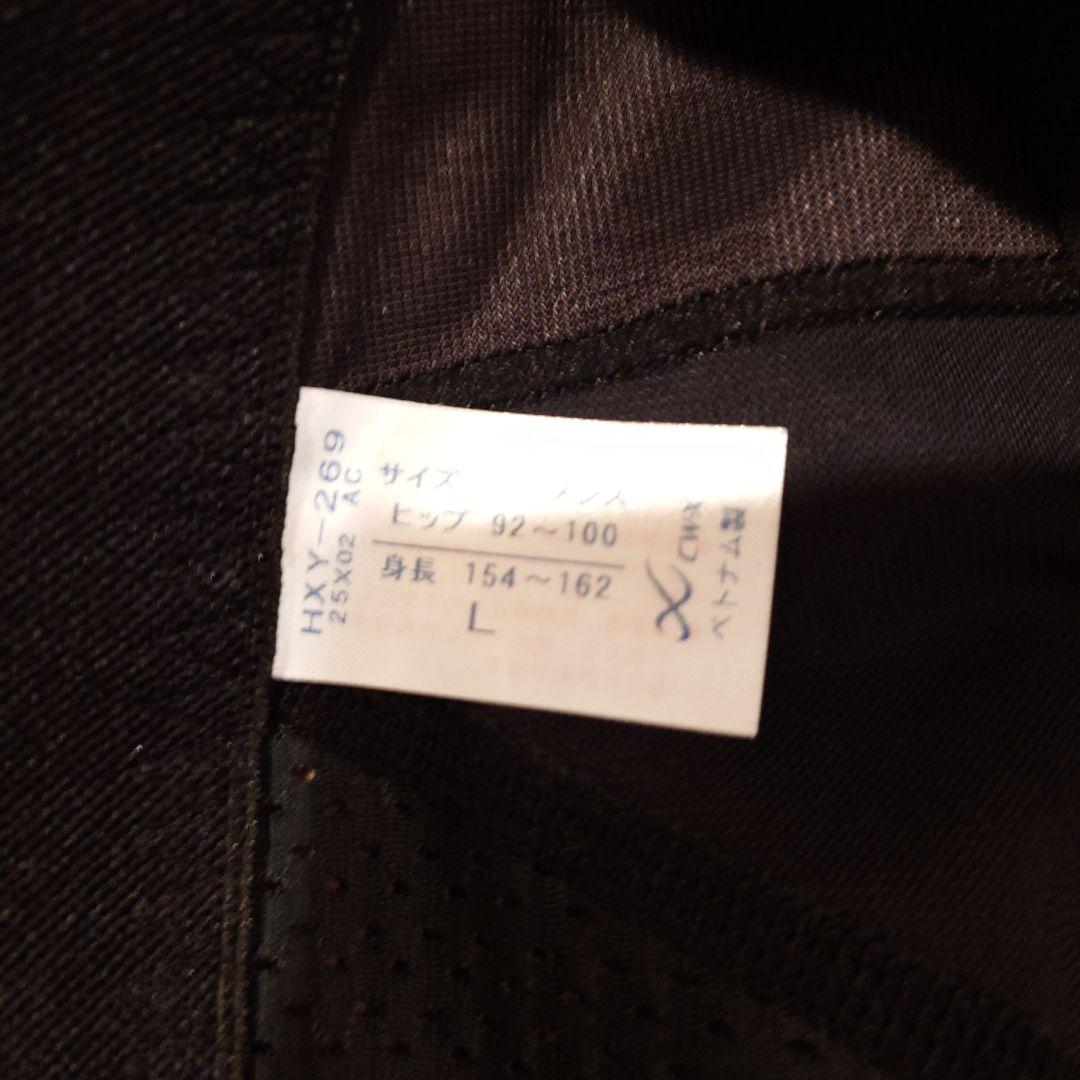 サイズ
ヒップ 92～100
身長 154～162
L
HXY-269
25X02 AC
CW-X
ベトナム製